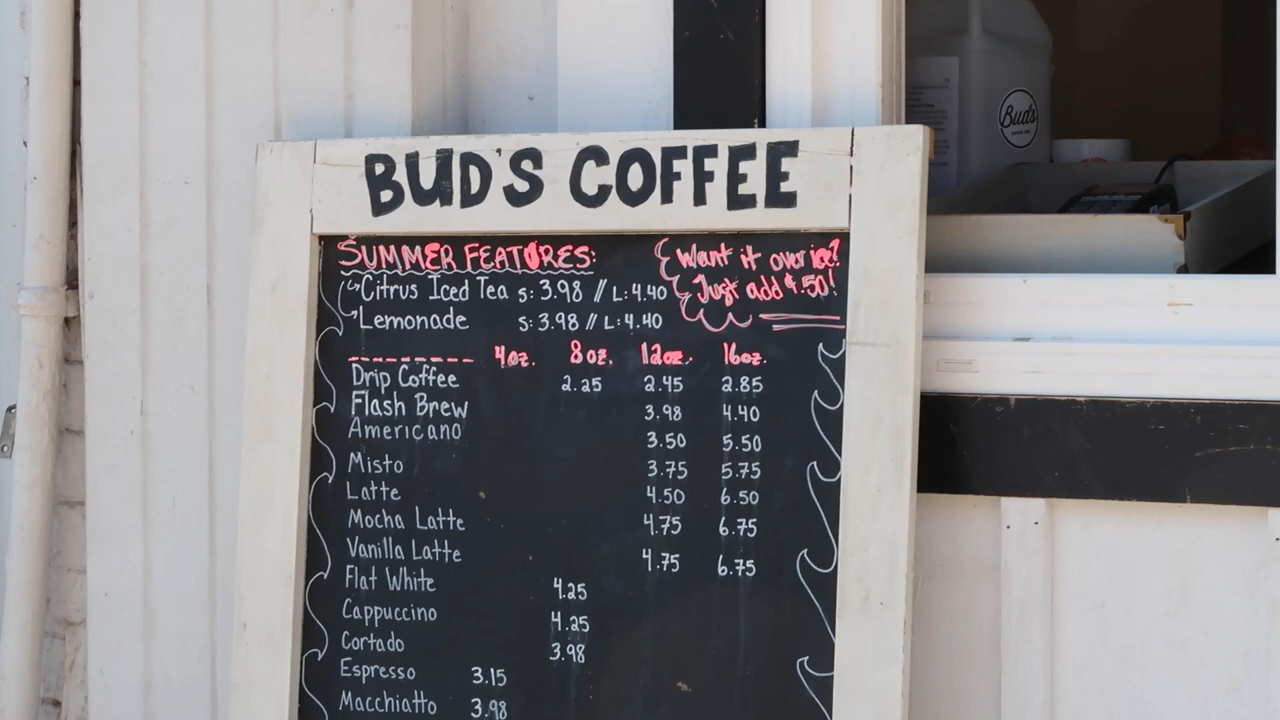 Bud's
BUD'S COFFEE
SUMMER FEATURES:
Want it over ice?
Just add $.50!
Citrus Iced Tea S: 3.98 // L: 4.40
Lemonade S: 3.98 // L: 4.40
4oz. 8oz. 12oz. 16oz.
Drip Coffee 2.25 2.45 2.85
Flash Brew 3.98 4.40
Americano 3.50 5.50
Misto 3.75 5.75
Latte 4.50 6.50
Mocha Latte 4.75 6.75
Vanilla Latte 4.75 6.75
Flat White 4.25
Cappuccino 4.25
Cortado 3.98
Espresso 3.15
Macchiatto 3.98